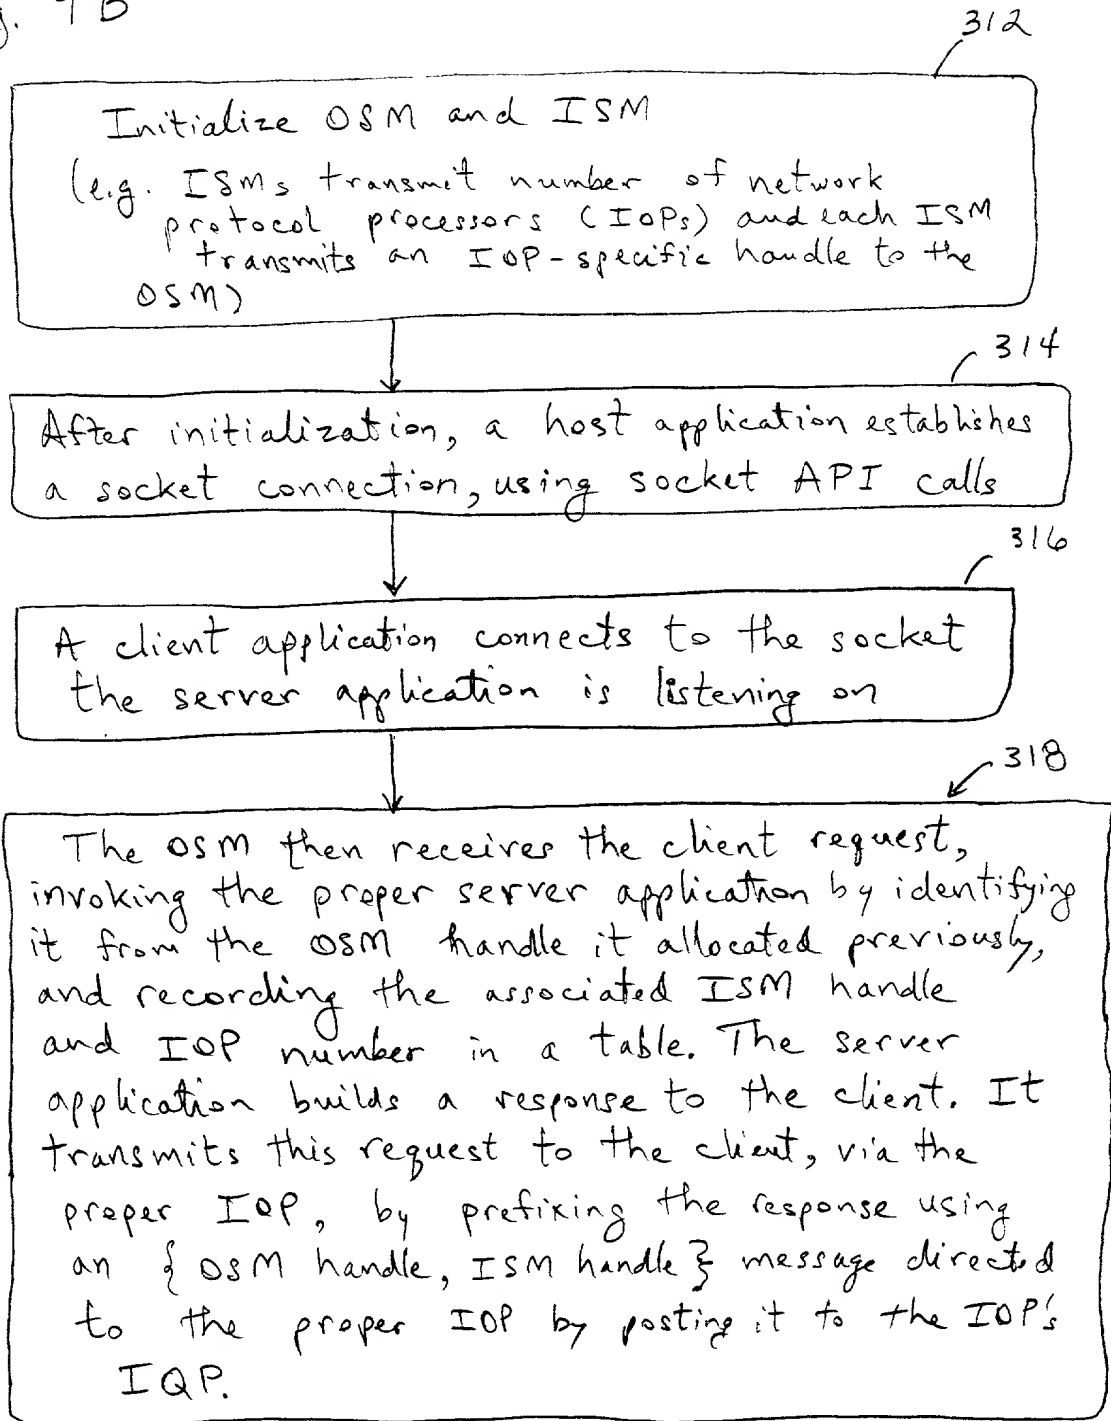 9B
312
Initialize OSM and ISM
(e.g. ISMs transmit number of network
protocol processors (IOPs) and each ISM
transmits an IOP-specific handle to the
OSM)
314
After initialization, a host application establishes
a socket connection, using socket API calls
316
A client application connects to the socket
the server application is listening on
318
The OSM then receives the client request,
invoking the proper server application by identifying
it from the OSM handle it allocated previously,
and recording the associated ISM handle
and IOP number in a table. The server
application builds a response to the client. It
transmits this request to the client, via the
proper IOP, by prefixing the response using
an { OSM handle, ISM handle } message directed
to the proper IOP by posting it to the IOP's
IQP.